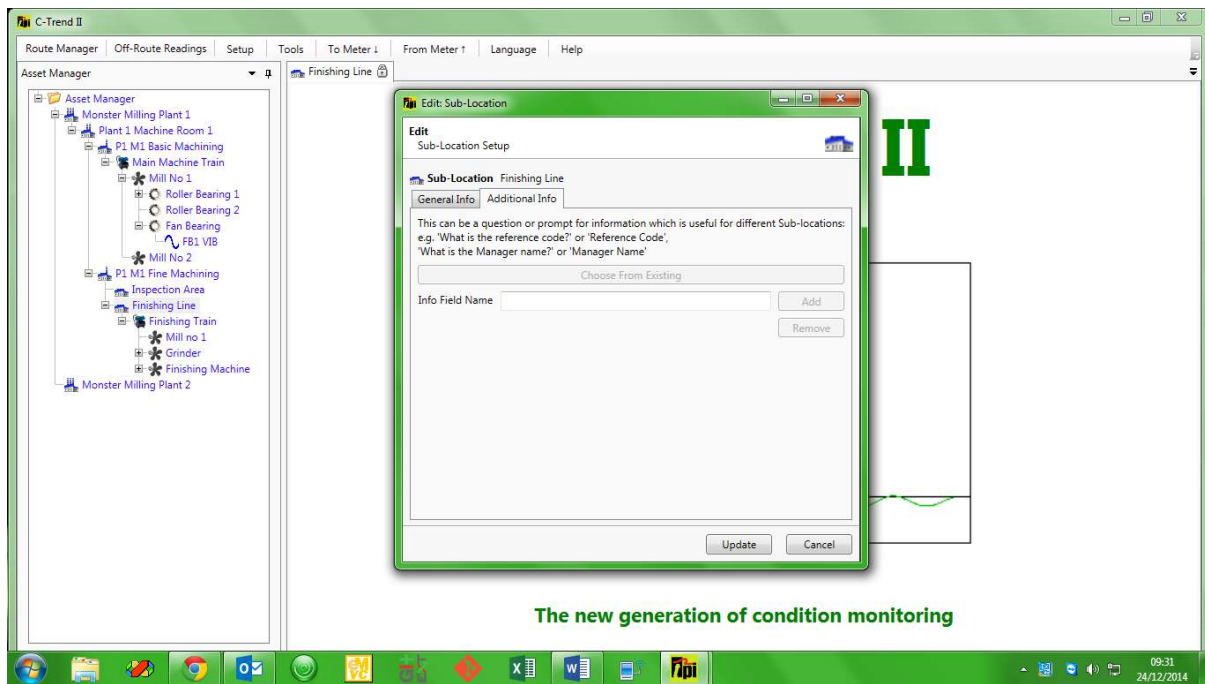 C-Trend II
Route Manager Off-Route Readings Setup Tools To Meter ↓ From Meter ↑ Language Help
Asset Manager
Finishing Line
Asset Manager
Monster Milling Plant 1
Plant 1 Machine Room 1
P1 M1 Basic Machining
Main Machine Train
Mill No 1
Roller Bearing 1
Roller Bearing 2
Fan Bearing
FB1 VIB
Mill No 2
P1 M1 Fine Machining
Inspection Area
Finishing Line
Finishing Train
Mill no 1
Grinder
Finishing Machine
Monster Milling Plant 2
Edit: Sub-Location
Edit
Sub-Location Setup
Sub-Location Finishing Line
General Info Additional Info
This can be a question or prompt for information which is useful for different Sub-locations:
e.g. 'What is the reference code?' or 'Reference Code',
'What is the Manager name?' or 'Manager Name'
Choose From Existing
Info Field Name Add
Remove
Update Cancel
II
The new generation of condition monitoring
09:31
24/12/2014